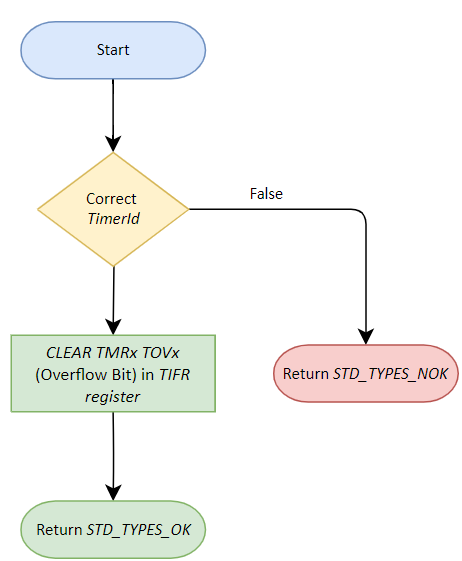 Start
Correct
TimerId
False
CLEAR TMRx TOVx
(Overflow Bit) in TIFR
register
Return STD_TYPES_NOK
Return STD_TYPES_OK